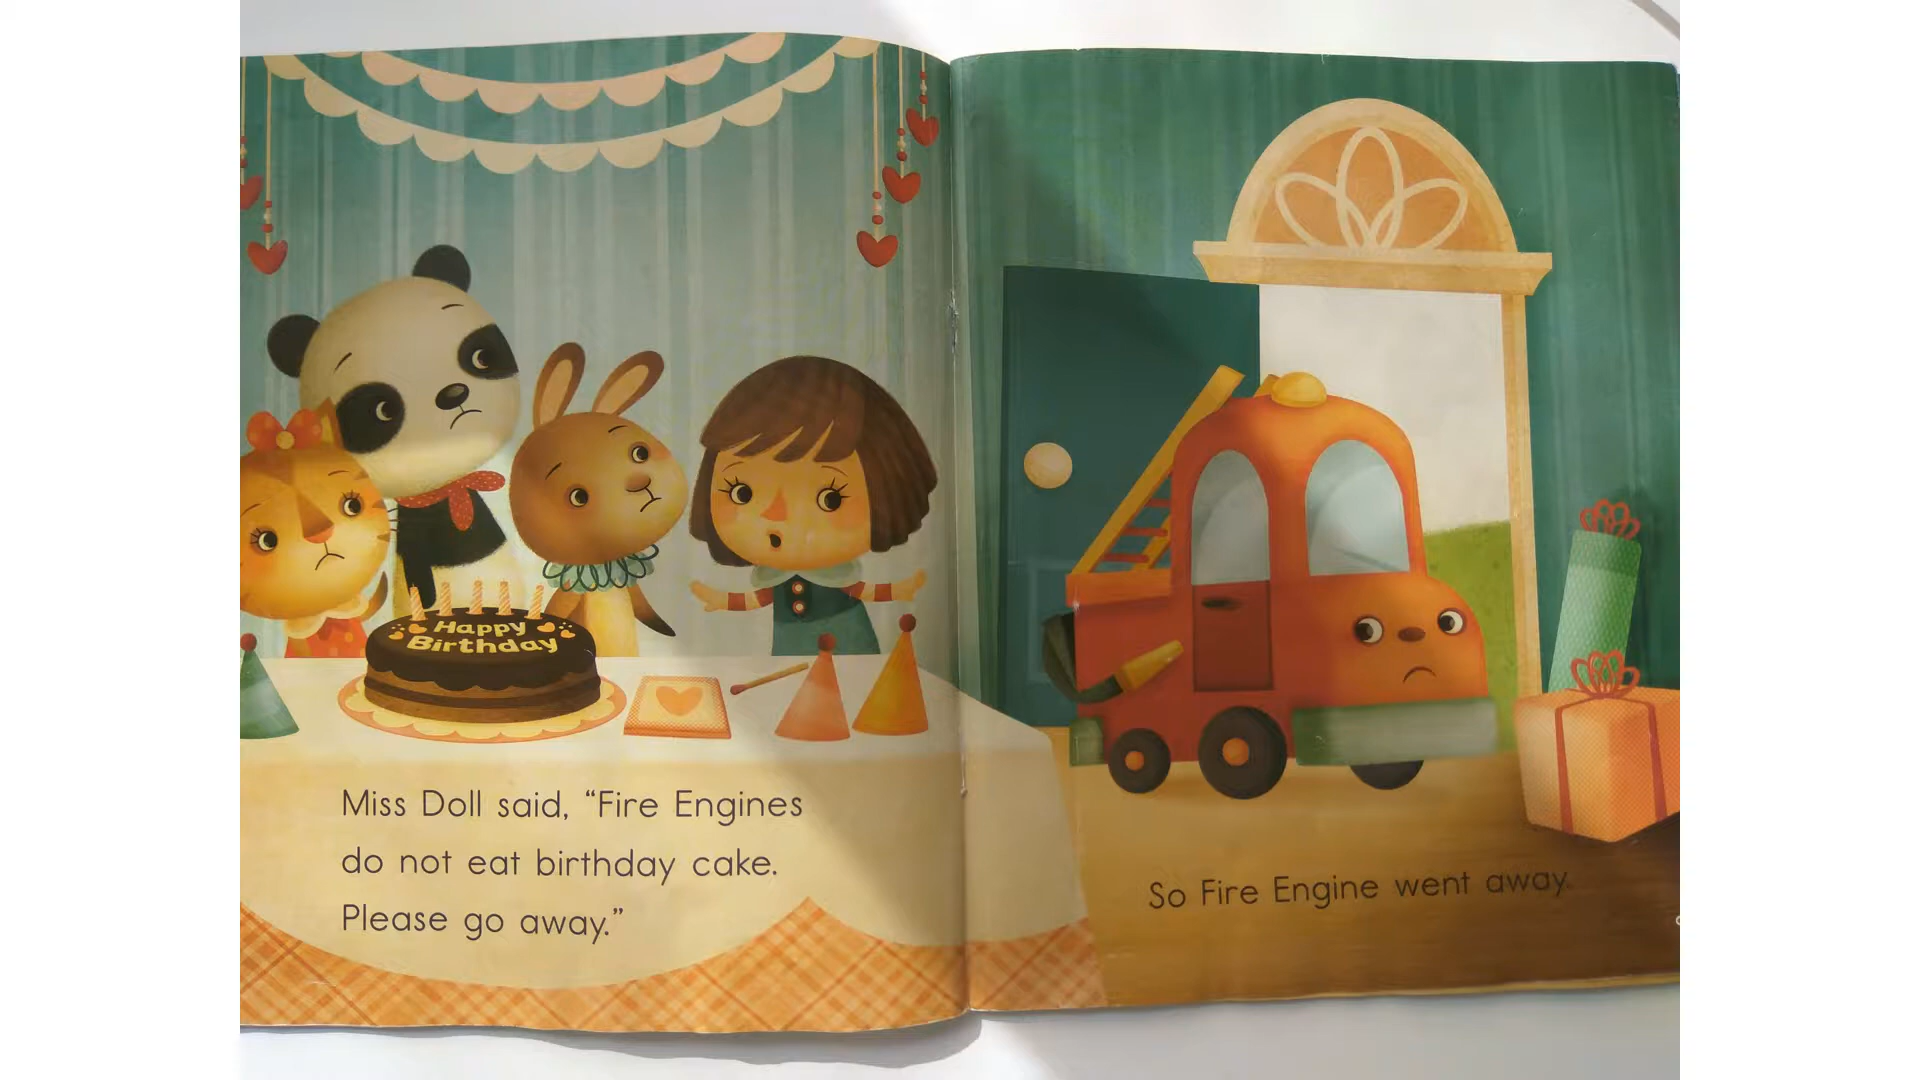 Happy
Birthday
Miss Doll said, “Fire Engines
do not eat birthday cake.
Please go away.”
So Fire Engine went away.